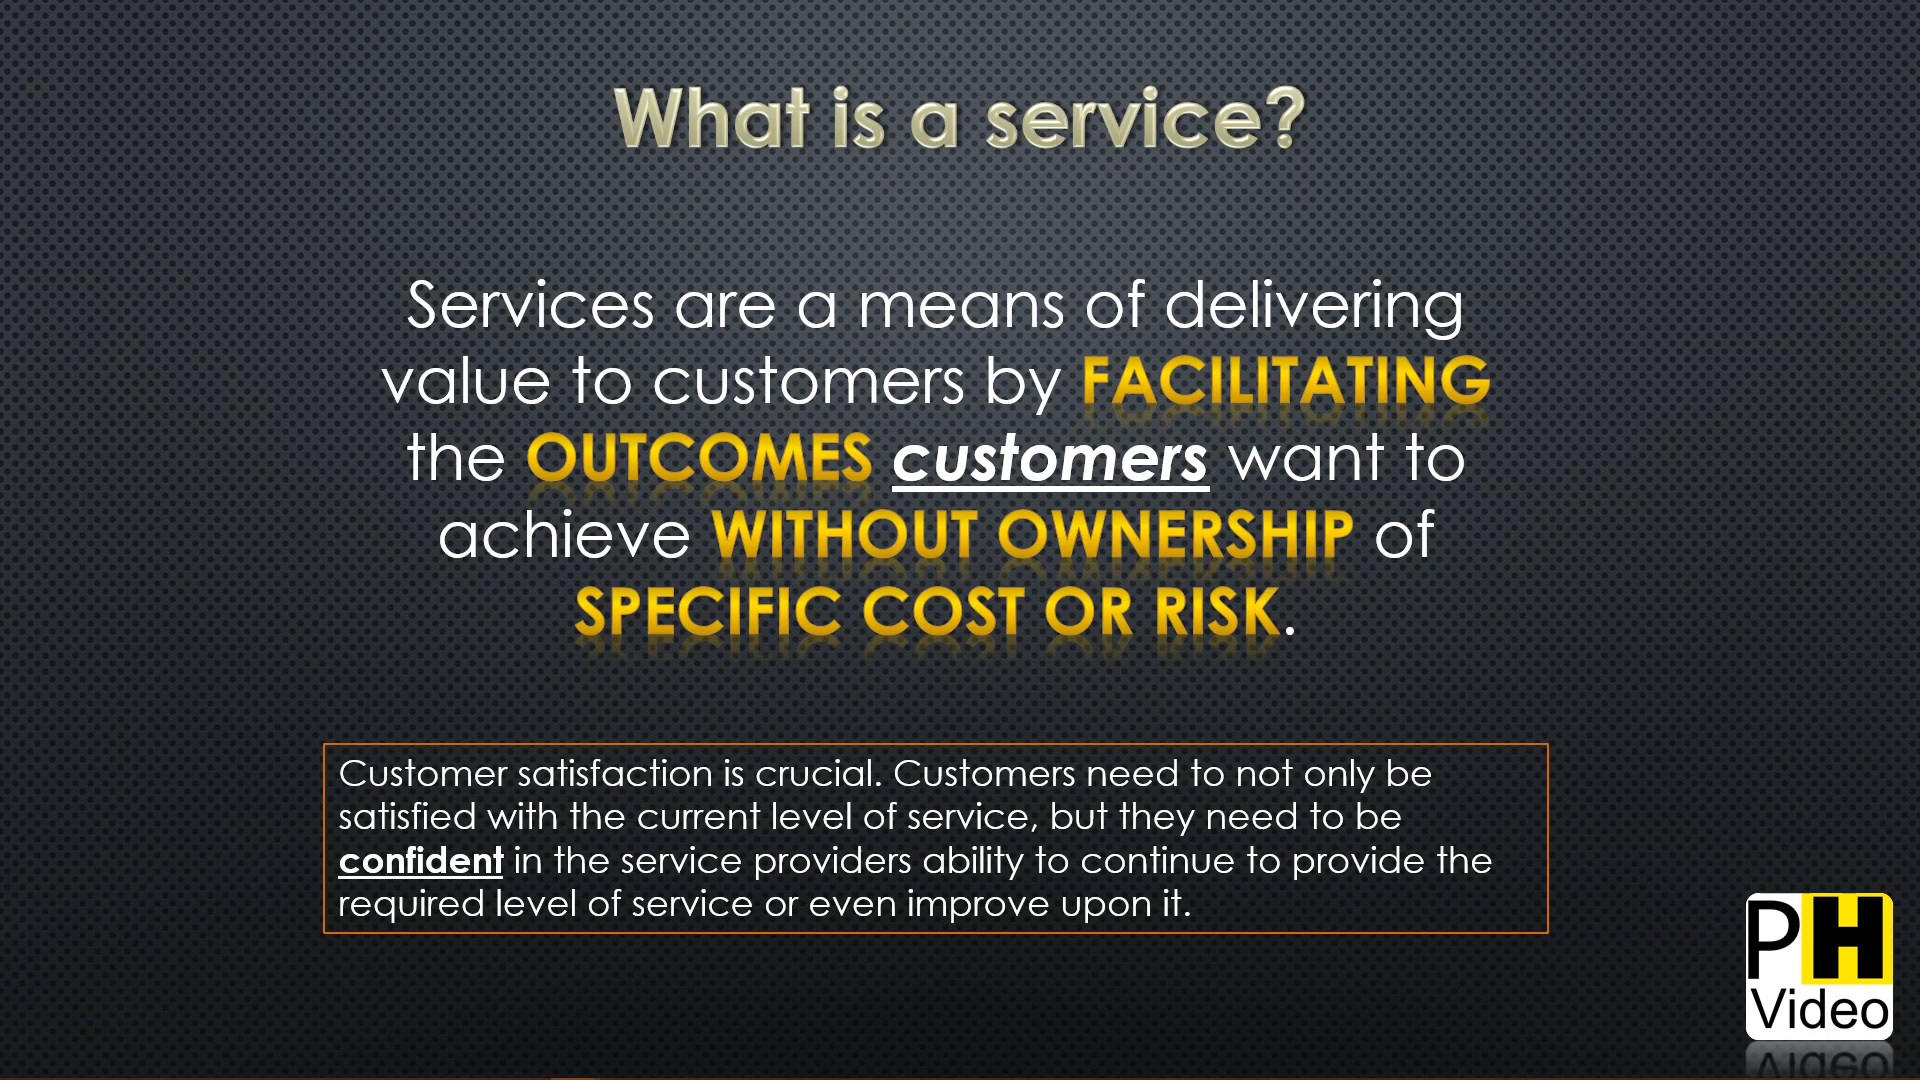 What is a service?
Services are a means of delivering
value to customers by FACILITATING
the OUTCOMES customers want to
achieve WITHOUT OWNERSHIP of
SPECIFIC COST OR RISK.
Customer satisfaction is crucial. Customers need to not only be
satisfied with the current level of service, but they need to be
confident in the service providers ability to continue to provide the
required level of service or even improve upon it.
PH
Video